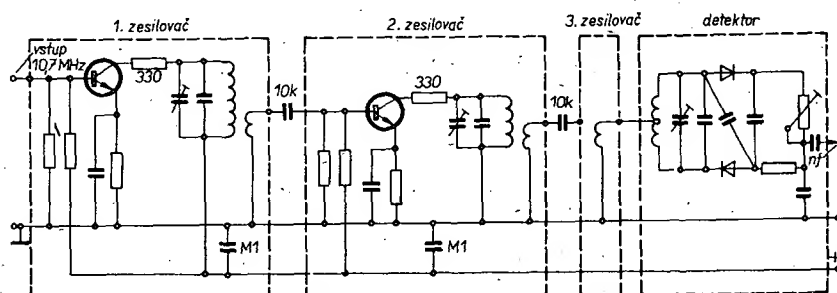 1. zesilovač
2. zesilovač
3. zesilovač
detektor
vstup
10,7 MHz
330
10k
330
10k
nf
M1
M1
+